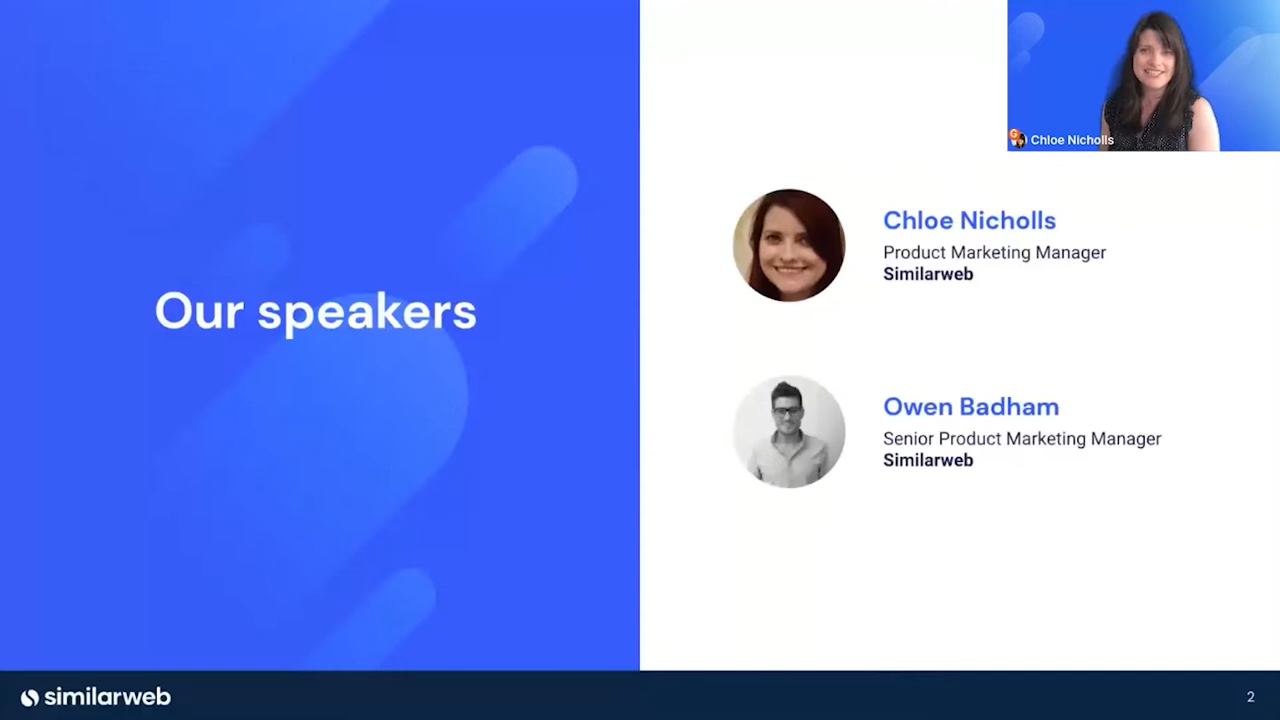 Our speakers
Chloe Nicholls
Chloe Nicholls
Product Marketing Manager
Similarweb
Owen Badham
Senior Product Marketing Manager
Similarweb
similarweb
2